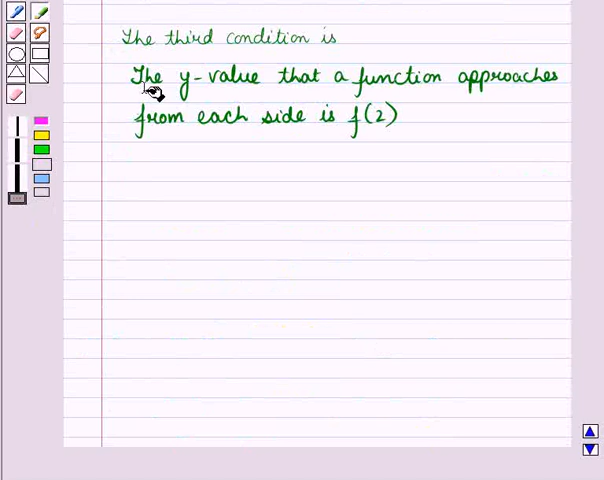 The third condition is
The y-value that a function approaches
from each side is f(2)